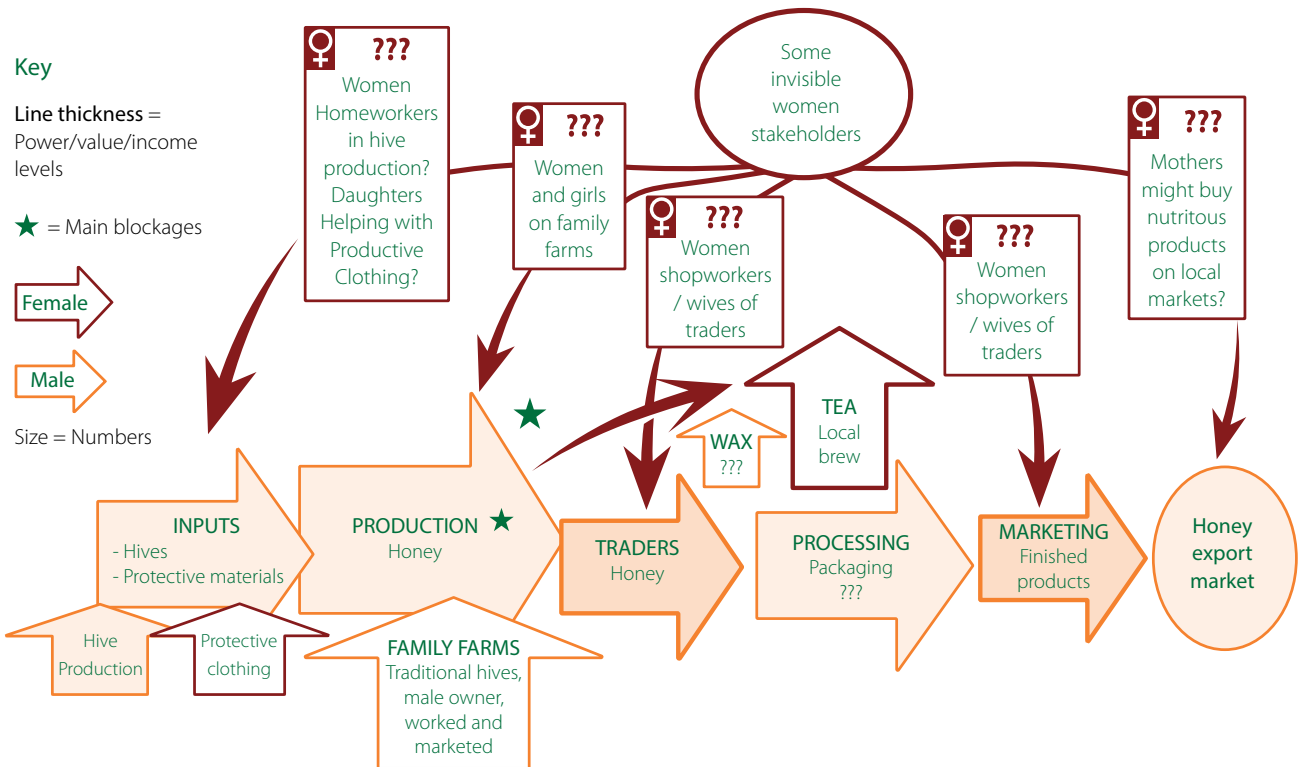 Key
Line thickness =
Power/value/income
levels
★ = Main blockages
Female
Male
Size = Numbers
???
Women
Homeworkers
in hive
production?
Daughters
Helping with
Productive
Clothing?
???
Women
and girls
on family
farms
Some
invisible
women
stakeholders
???
Women
shopworkers
/ wives of
traders
???
Women
shopworkers
/ wives of
traders
???
Mothers
might buy
nutritous
products
on local
markets?
WAX
???
TEA
Local
brew
INPUTS
- Hives
- Protective materials
PRODUCTION
Honey
TRADERS
Honey
PROCESSING
Packaging
???
MARKETING
Finished
products
Honey
export
market
Hive
Production
Protective
clothing
FAMILY FARMS
Traditional hives,
male owner,
worked and
marketed